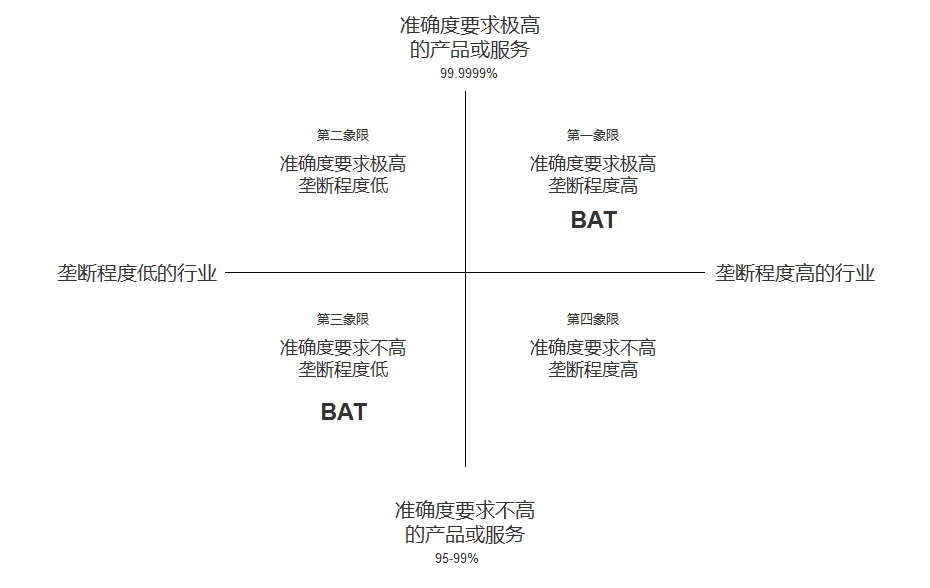 准确度要求极高
的产品或服务
99.9999%
第二象限
准确度要求极高
垄断程度低
第一象限
准确度要求极高
垄断程度高
BAT
垄断程度低的行业
垄断程度高的行业
第三象限
准确度要求不高
垄断程度低
BAT
第四象限
准确度要求不高
垄断程度高
准确度要求不高
的产品或服务
95-99%